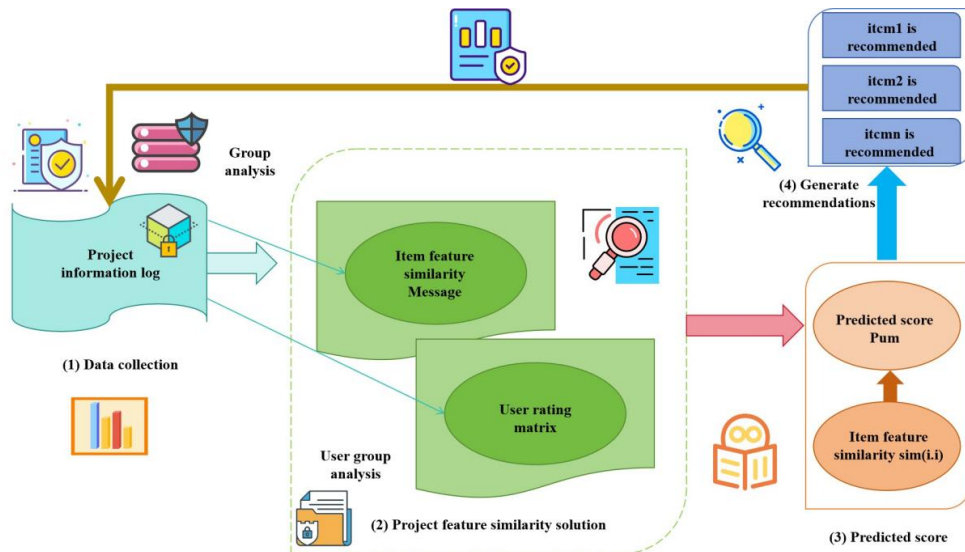 itcm1 is
recommended
itcm2 is
recommended
itcmn is
recommended
(4) Generate
recommendations
Group
analysis
Project
information log
(1) Data collection
Item feature
similarity
Message
User rating
matrix
User group
analysis
(2) Project feature similarity solution
Predicted score
Pum
Item feature
similarity sim(i.i)
(3) Predicted score